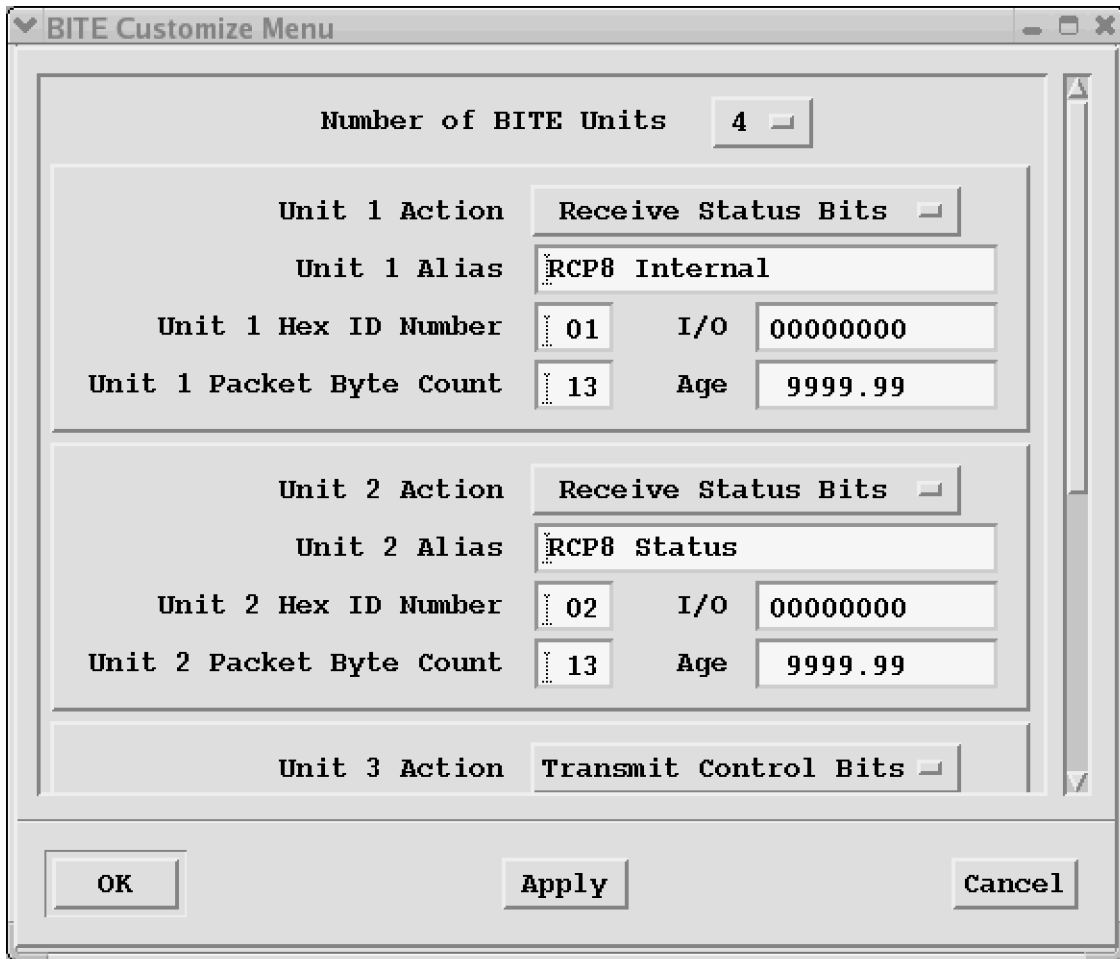 BITE Customize Menu
Number of BITE Units 4
Unit 1 Action Receive Status Bits
Unit 1 Alias RCP8 Internal
Unit 1 Hex ID Number 01 I/O 00000000
Unit 1 Packet Byte Count 13 Age 9999.99
Unit 2 Action Receive Status Bits
Unit 2 Alias RCP8 Status
Unit 2 Hex ID Number 02 I/O 00000000
Unit 2 Packet Byte Count 13 Age 9999.99
Unit 3 Action Transmit Control Bits
OK Apply Cancel